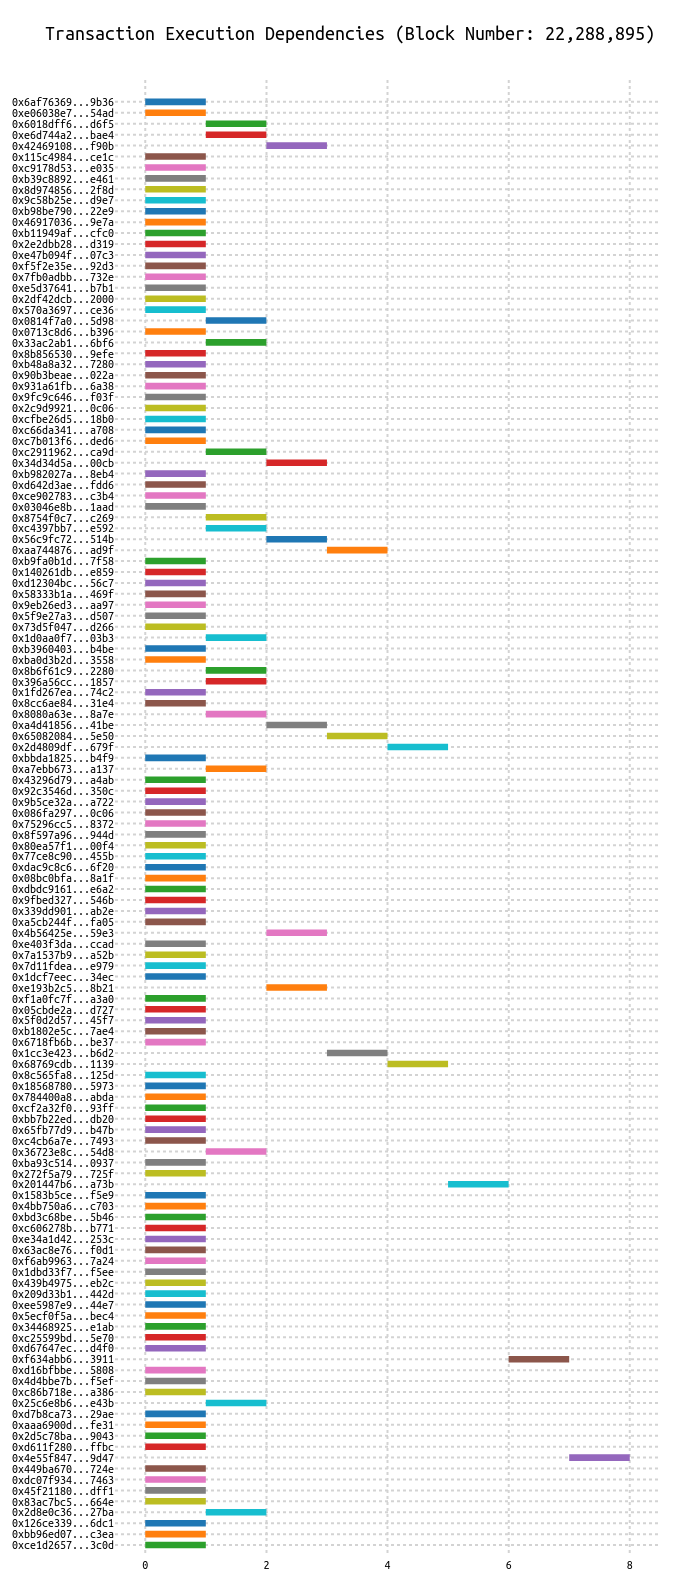 Transaction Execution Dependencies (Block Number: 22,288,895)
0x6af76369...9b36
0xe06038e7...54ad
0x6018dff6...d6f5
0xe6d744a2...bae4
0x42469108...f90b
0x115c4984...ce1c
0xc9178d53...e035
0xb39c8892...e461
0x8d974856...2f8d
0x9c58b25e...d9e7
0xb98be790...22e9
0x46917036...9e7a
0xb11949af...cfc0
0x2e2dbb28...d319
0xe47b094f...07c3
0xf5f2e35e...92d3
0x7fb0adbb...732e
0xe5d37641...b7b1
0x2df42dcb...2000
0x570a3697...ce36
0x0814f7a0...5d98
0x0713c8d6...b396
0x33ac2ab1...6bf6
0x8b856530...9efe
0xb48a8a32...7280
0x90b3beae...022a
0x931a61fb...6a38
0x9fc9c646...f03f
0x2c9d9921...0c06
0xcfbe26d5...18b0
0xc66da341...a708
0xc7b013f6...ded6
0xc2911962...ca9d
0x34d34d5a...00cb
0xb982027a...8eb4
0xd642d3ae...fdd6
0xce902783...c3b4
0x03046e8b...1aad
0x8754f0c7...c269
0xc4397bb7...e592
0x56c9fc72...514b
0xaa744876...ad9f
0xb9fa0b1d...7f58
0x140261db...e859
0xd12304bc...56c7
0x58333b1a...469f
0x9eb26ed3...aa97
0x5f9e27a3...d507
0x73d5f047...d266
0x1d0aa0f7...03b3
0xb3960403...b4be
0xba0d3b2d...3558
0x8b6f61c9...2280
0x396a56cc...1857
0x1fd267ea...74c2
0x8cc6ae84...31e4
0x8080a63e...8a7e
0xa4d41856...41be
0x65082084...5e50
0x2d4809df...679f
0xbbda1825...b4f9
0xa7ebb673...a137
0x43296d79...a4ab
0x92c3546d...350c
0x9b5ce32a...a722
0x086fa297...0c06
0x75296cc5...8372
0x8f597a96...944d
0x80ea57f1...00f4
0x77ce8c90...455b
0xdac9c8c6...6f20
0x08bc0bfa...8a1f
0xdbdc9161...e6a2
0x9fbed327...546b
0x339dd901...ab2e
0xa5cb244f...fa05
0x4b56425e...59e3
0xe403f3da...ccad
0x7a1537b9...a52b
0x7d11fdea...e979
0x1dcf7eec...34ec
0xe193b2c5...8b21
0xf1a0fc7f...a3a0
0x05cbde2a...d727
0x5f0d2d57...45f7
0xb1802e5c...7ae4
0x6718fb6b...be37
0x1cc3e423...b6d2
0x68769cdb...1139
0x8c565fa8...125d
0x18568780...5973
0x784400a8...abda
0xcf2a32f0...93ff
0xbb7b22ed...db20
0x65fb77d9...b47b
0xc4cb6a7e...7493
0x36723e8c...54d8
0xba93c514...0937
0x272f5a79...725f
0x201447b6...a73b
0x1583b5ce...f5e9
0x4bb750a6...c703
0xbd3c68be...5b46
0xc606278b...b771
0xe34a1d42...253c
0x63ac8e76...f0d1
0xf6ab9963...7a24
0x1dbd33f7...f5ee
0x439b4975...eb2c
0x209d33b1...442d
0xee5987e9...44e7
0x5ecf0f5a...bec4
0x34468925...e1ab
0xc25599bd...5e70
0xd67647ec...d4f0
0xf634abb6...3911
0xd16bfbbe...5808
0x4d4bbe7b...f5ef
0xc86b718e...a386
0x25c6e8b6...e43b
0xd7b8ca73...29ae
0xaaa6900d...fe31
0x2d5c78ba...9043
0xd611f280...ffbc
0x4e55f847...9d47
0x449ba670...724e
0xdc07f934...7463
0x45f21180...dff1
0x83ac7bc5...664e
0x2d8e0c36...27ba
0x126ce339...6dc1
0xbb96ed07...c3ea
0xce1d2657...3c0d
0 2 4 6 8